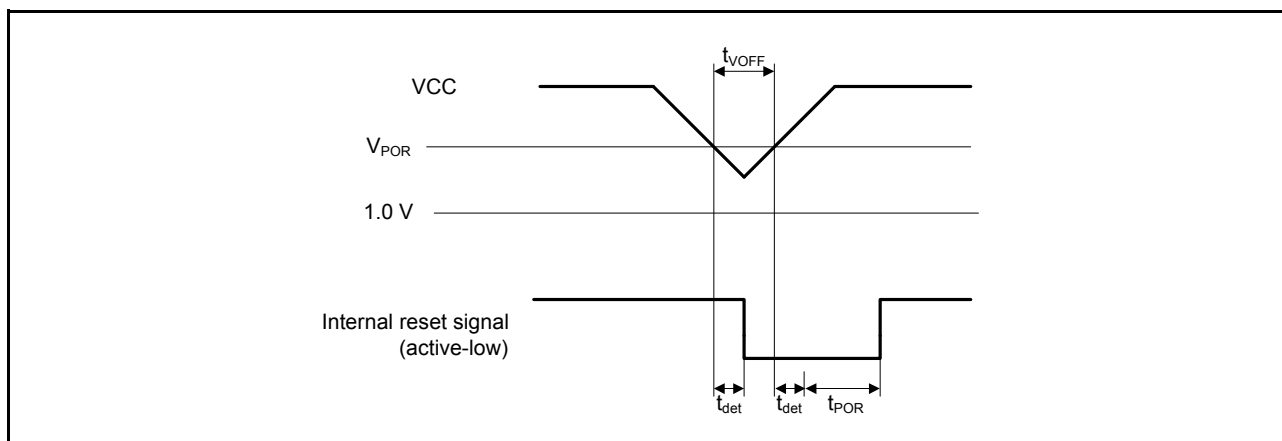 tVOFF
VCC
VPOR
1.0 V
Internal reset signal
(active-low)
tdet
tdet
tPOR